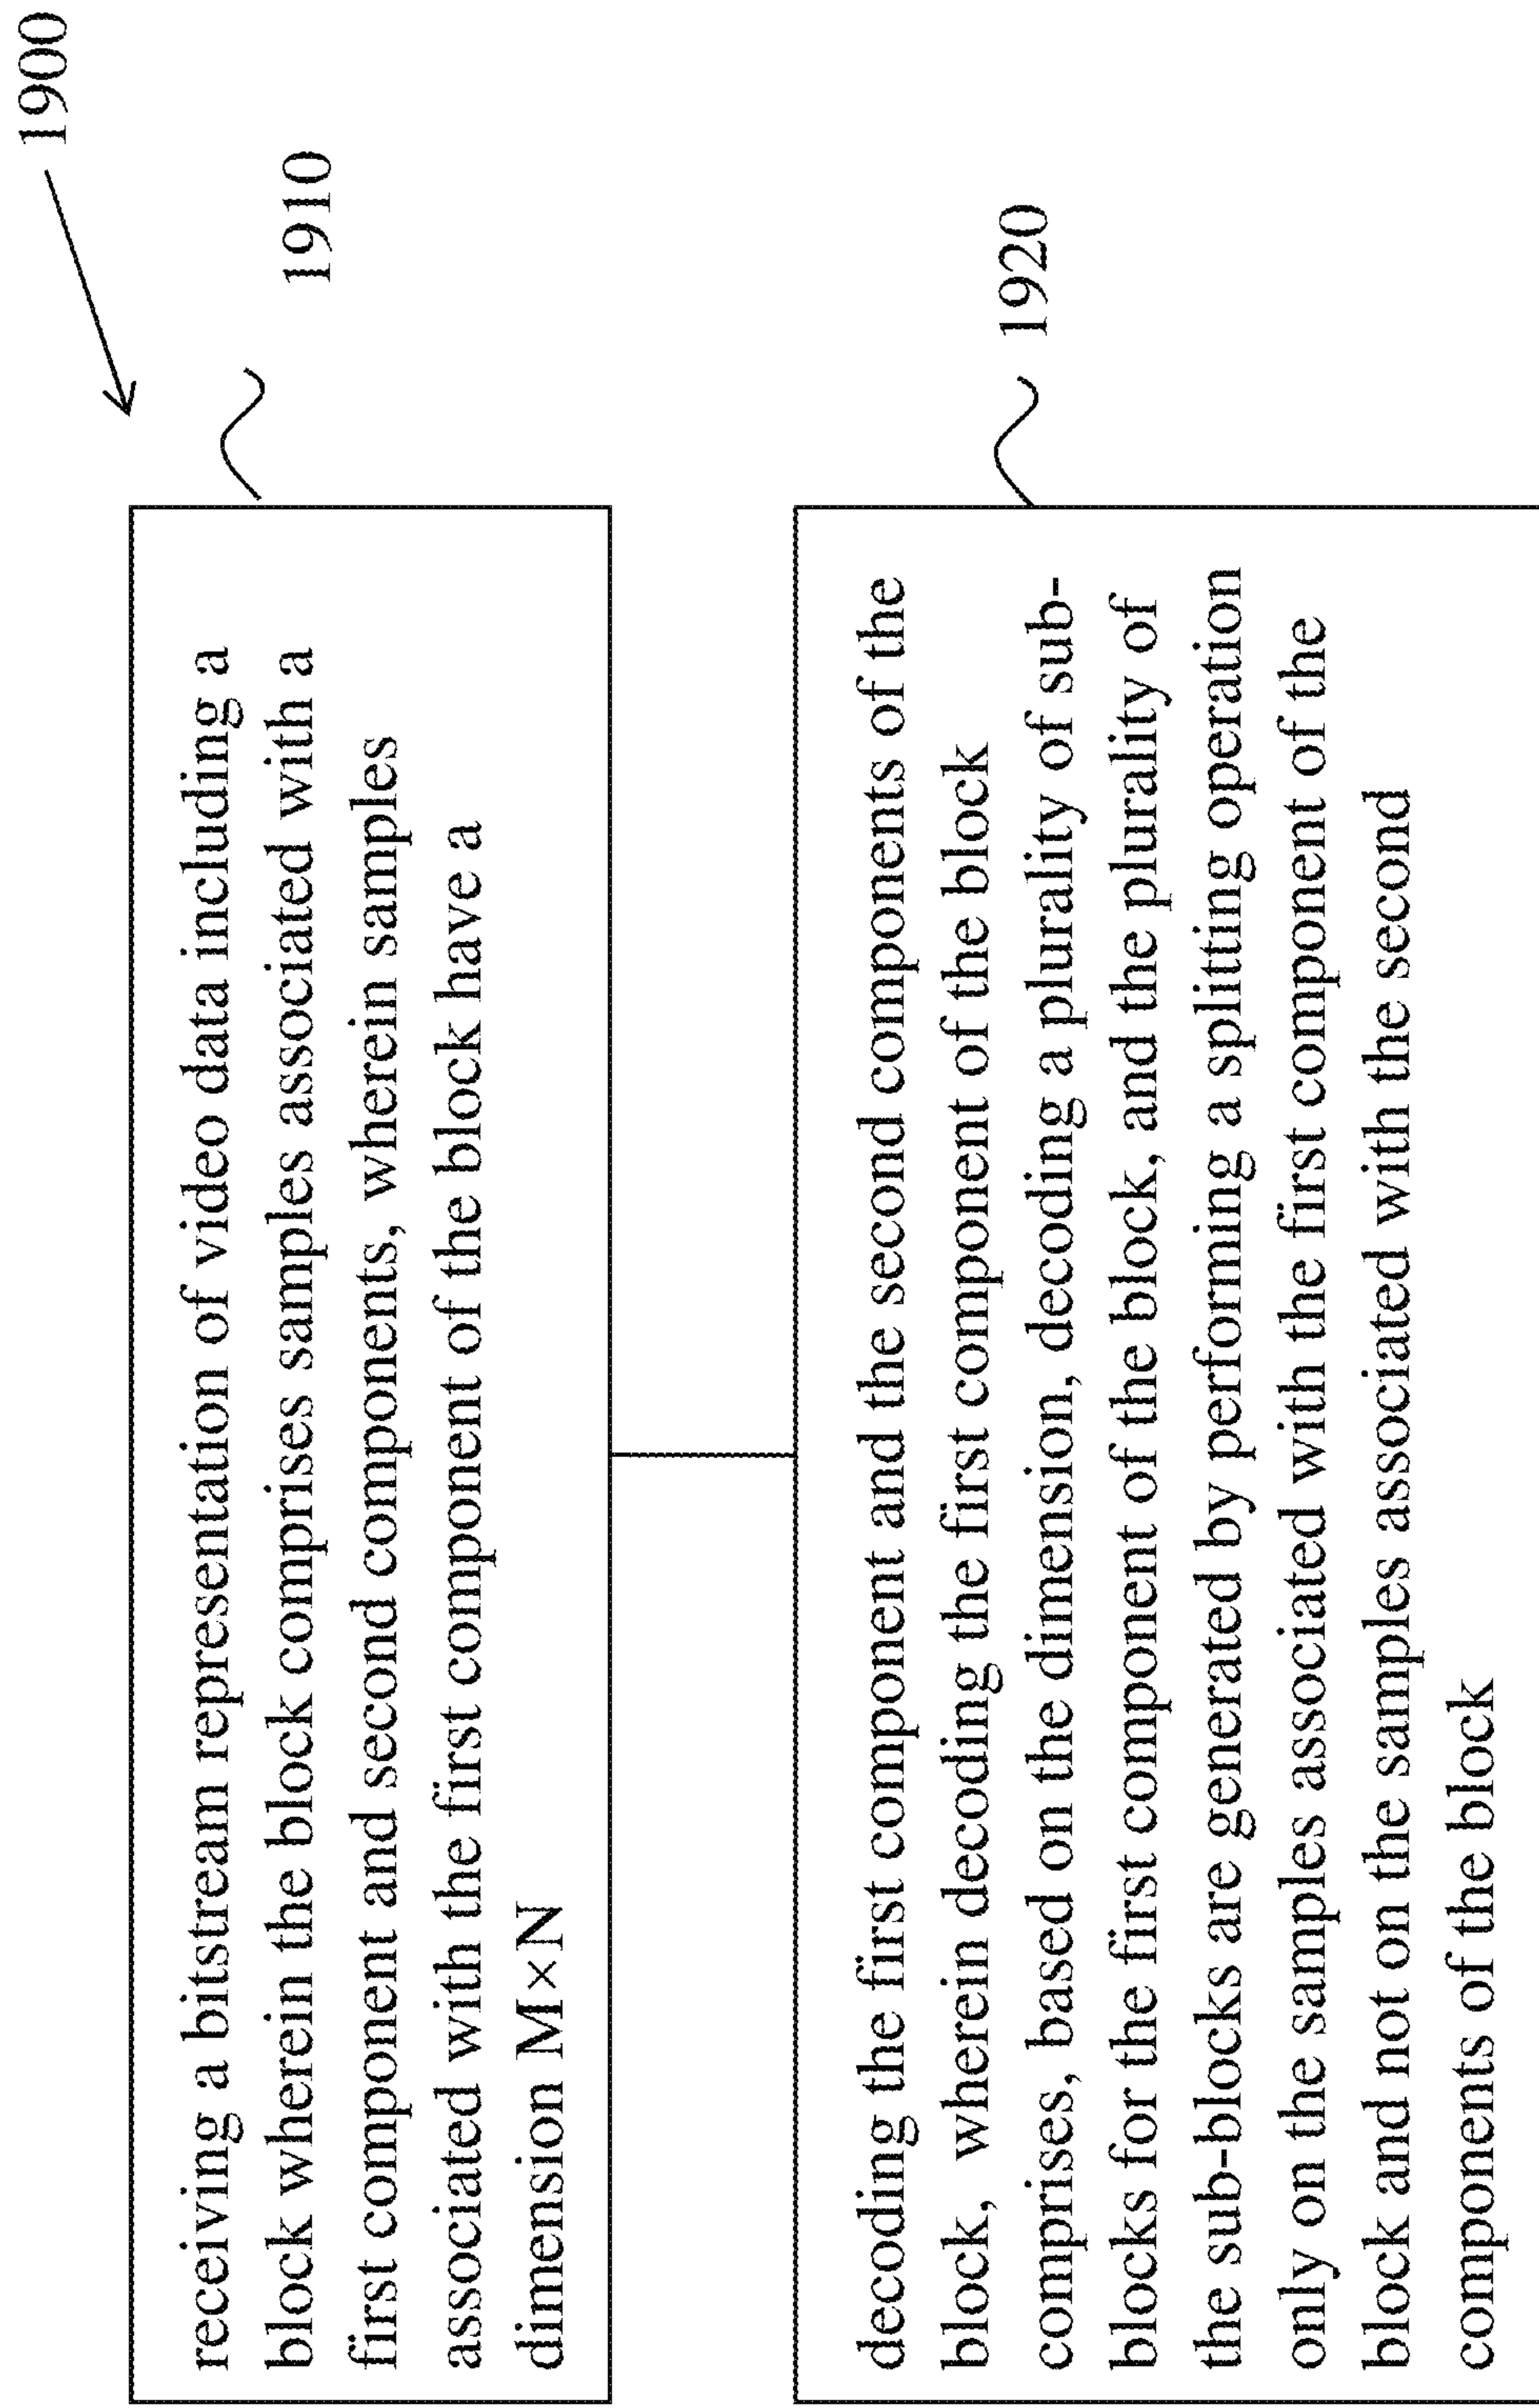 1900
1910
receiving a bitstream representation of video data including a
block wherein the block comprises samples associated with a
first component and second components, wherein samples
associated with the first component of the block have a
dimension M×N
1920
decoding the first component and the second components of the
block, wherein decoding the first component of the block
comprises, based on the dimension, decoding a plurality of sub-
blocks for the first component of the block, and the plurality of
the sub-blocks are generated by performing a splitting operation
only on the samples associated with the first component of the
block and not on the samples associated with the second
components of the block